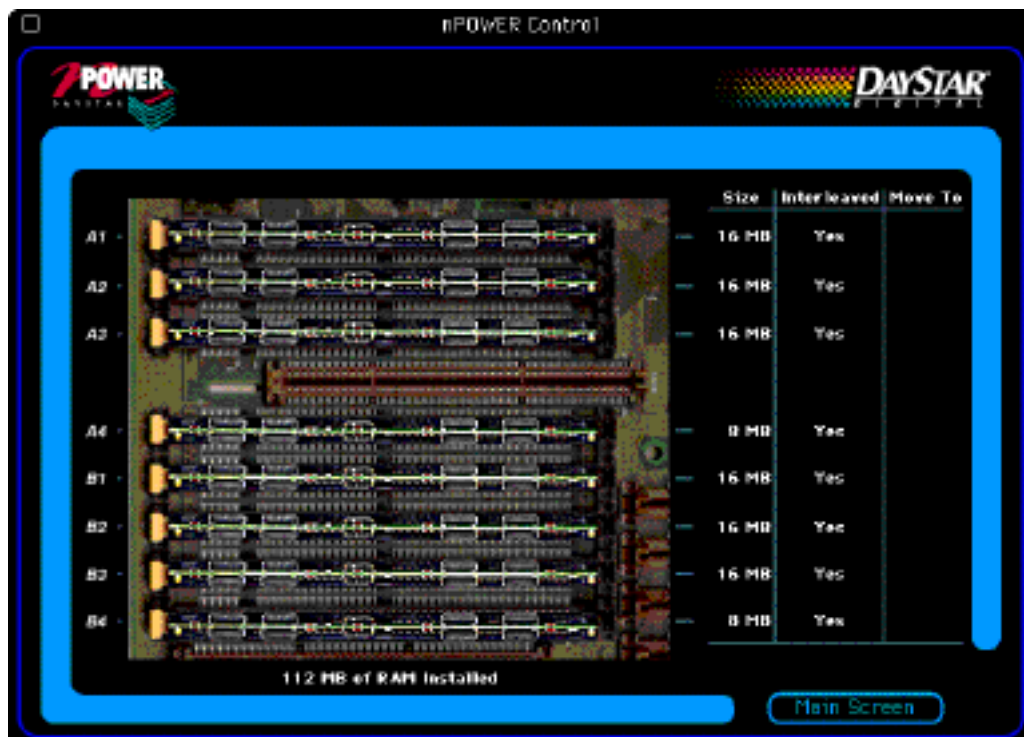 nPOWER Control
nPOWER
DAYSTAR
DAYSTAR
DIGITAL
Size Interleaved Move To
A1 16 MB Yes
A2 16 MB Yes
A3 16 MB Yes
A4 8 MB Yes
B1 16 MB Yes
B2 16 MB Yes
B3 16 MB Yes
B4 8 MB Yes
112 MB of RAM Installed
Main Screen